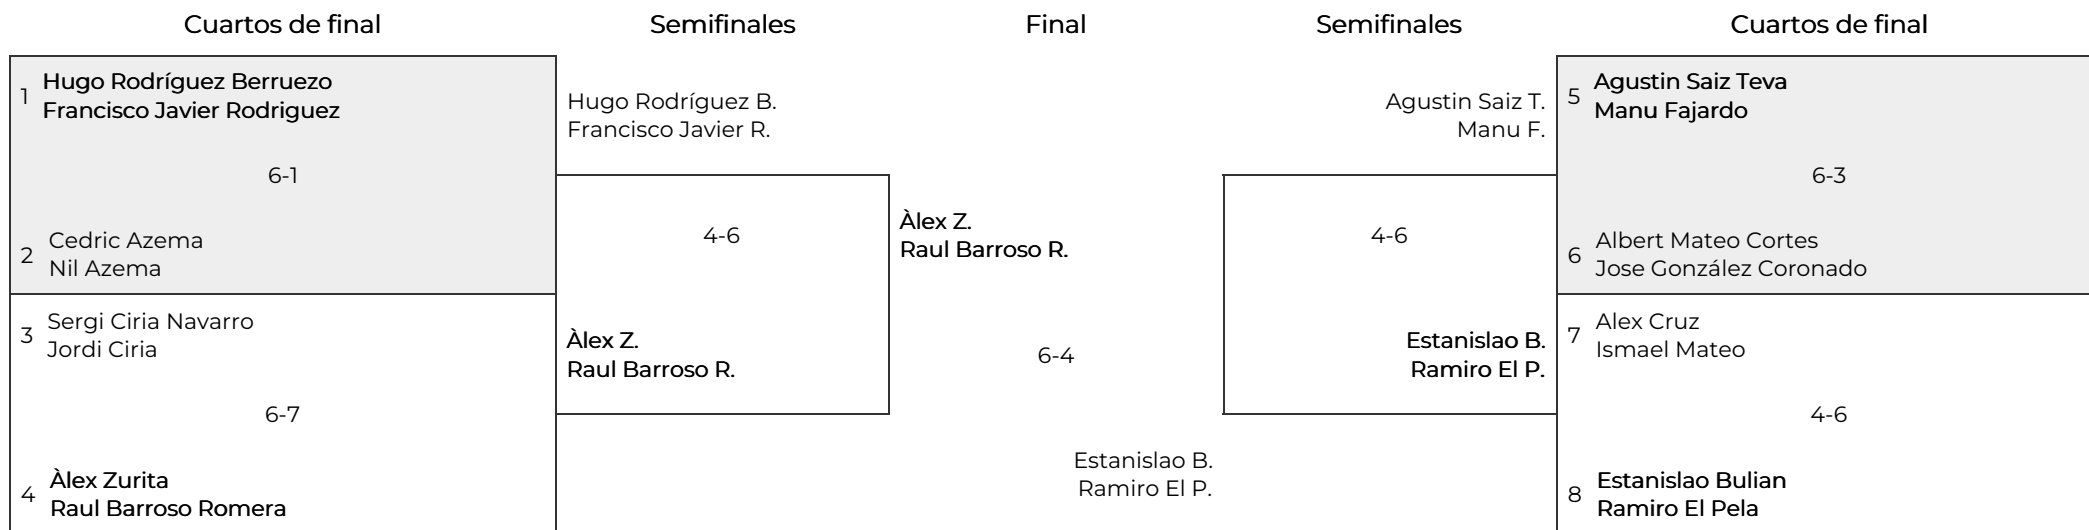 Cuartos de final
Semifinales
Final
Semifinales
Cuartos de final
1
Hugo Rodríguez Berruezo
Francisco Javier Rodriguez
6-1
2
Cedric Azema
Nil Azema
3
Sergi Ciria Navarro
Jordi Ciria
6-7
4
Àlex Zurita
Raul Barroso Romera
Hugo Rodríguez B.
Francisco Javier R.
4-6
Àlex Z.
Raul Barroso R.
Àlex Z.
Raul Barroso R.
6-4
Estanislao B.
Ramiro El P.
Agustin Saiz T.
Manu F.
4-6
Estanislao B.
Ramiro El P.
5
Agustin Saiz Teva
Manu Fajardo
6-3
6
Albert Mateo Cortes
Jose González Coronado
7
Alex Cruz
Ismael Mateo
4-6
8
Estanislao Bulian
Ramiro El Pela